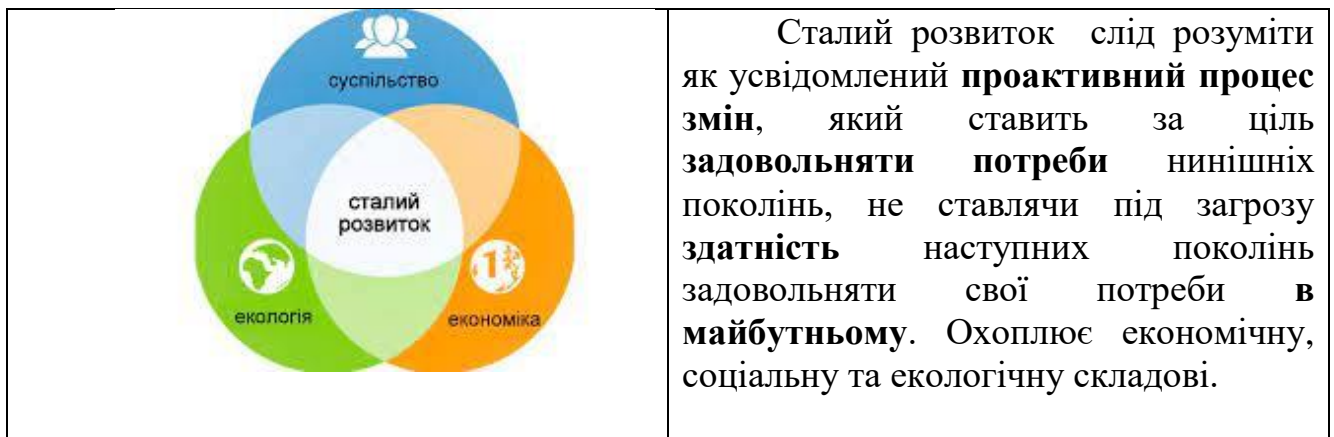 суспільство
сталий
розвиток
екологія
економіка
Сталий розвиток слід розуміти
як усвідомлений проактивний процес
змін, який ставить за ціль
задовольняти потреби нинішніх
поколінь, не ставлячи під загрозу
здатність наступних поколінь
задовольняти свої потреби в
майбутньому. Охоплює економічну,
соціальну та екологічну складові.